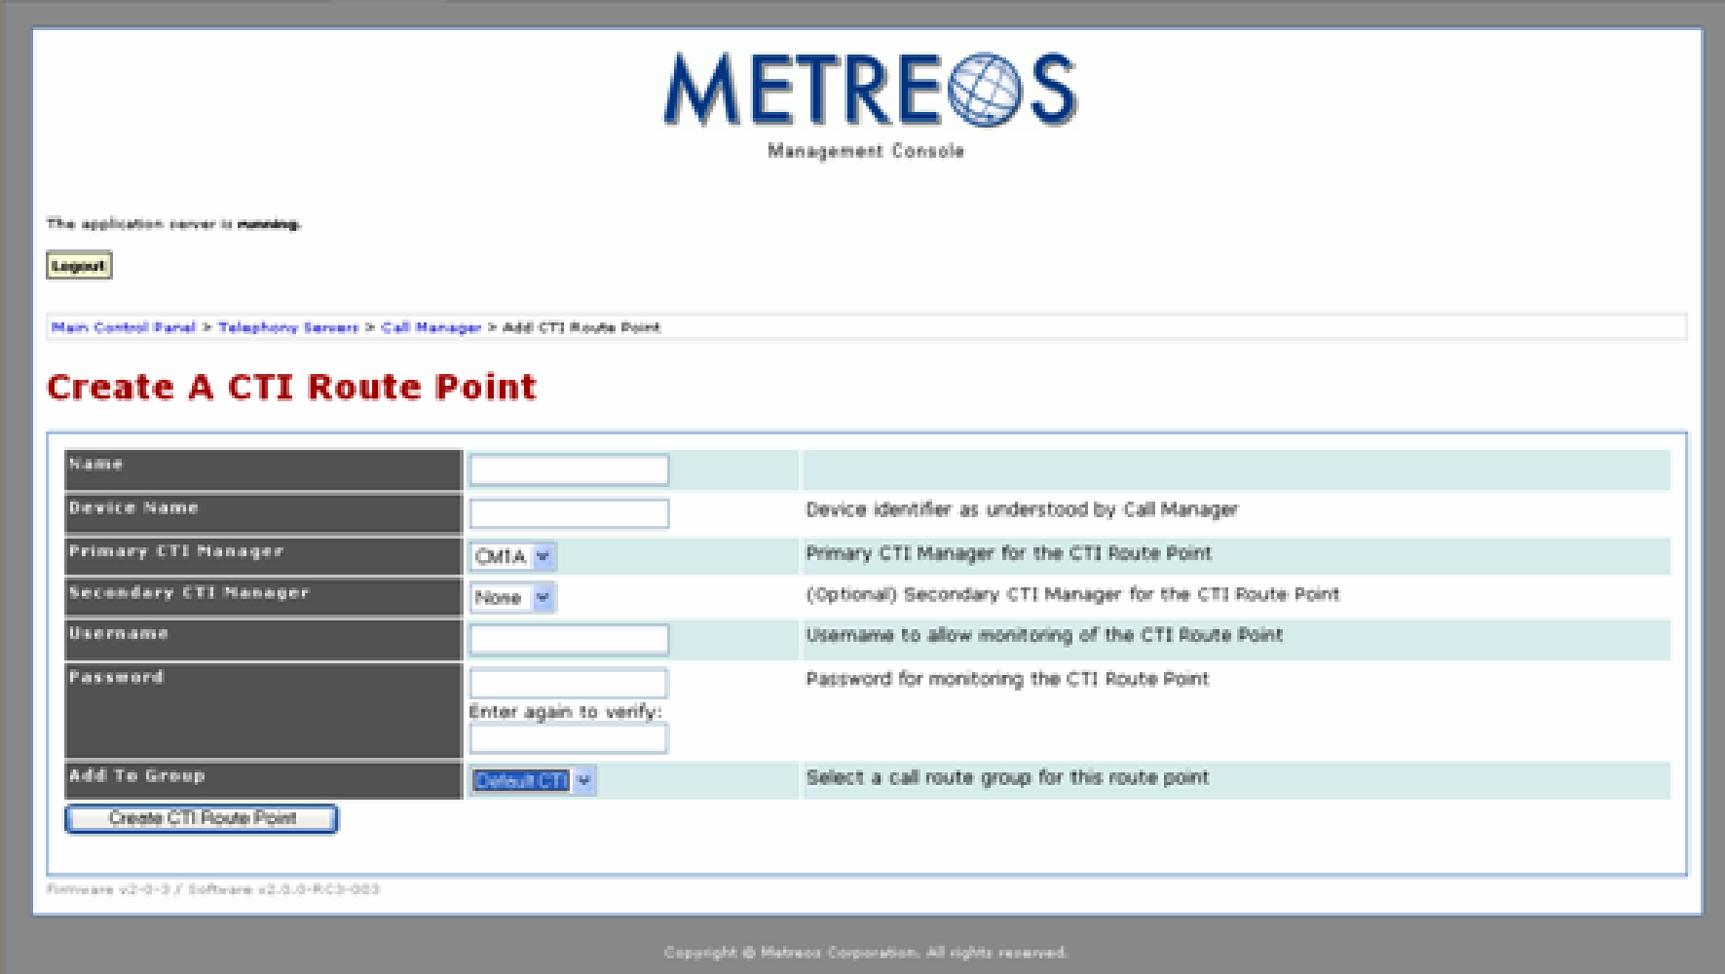 METREOS
Management Console
The application server is running.
Logout
Main Control Panel > Telephony Servers > Call Manager > Add CTI Route Point
Create A CTI Route Point
Name
Device Name Device identifier as understood by Call Manager
Primary CTI Manager CM1A Primary CTI Manager for the CTI Route Point
Secondary CTI Manager None (Optional) Secondary CTI Manager for the CTI Route Point
Username Username to allow monitoring of the CTI Route Point
Password Password for monitoring the CTI Route Point
Enter again to verify:
Add To Group Default CTI Select a call route group for this route point
Create CTI Route Point
Firmware v2-0-3 / Software v2.0.0-RC3-003
Copyright © Metreos Corporation. All rights reserved.